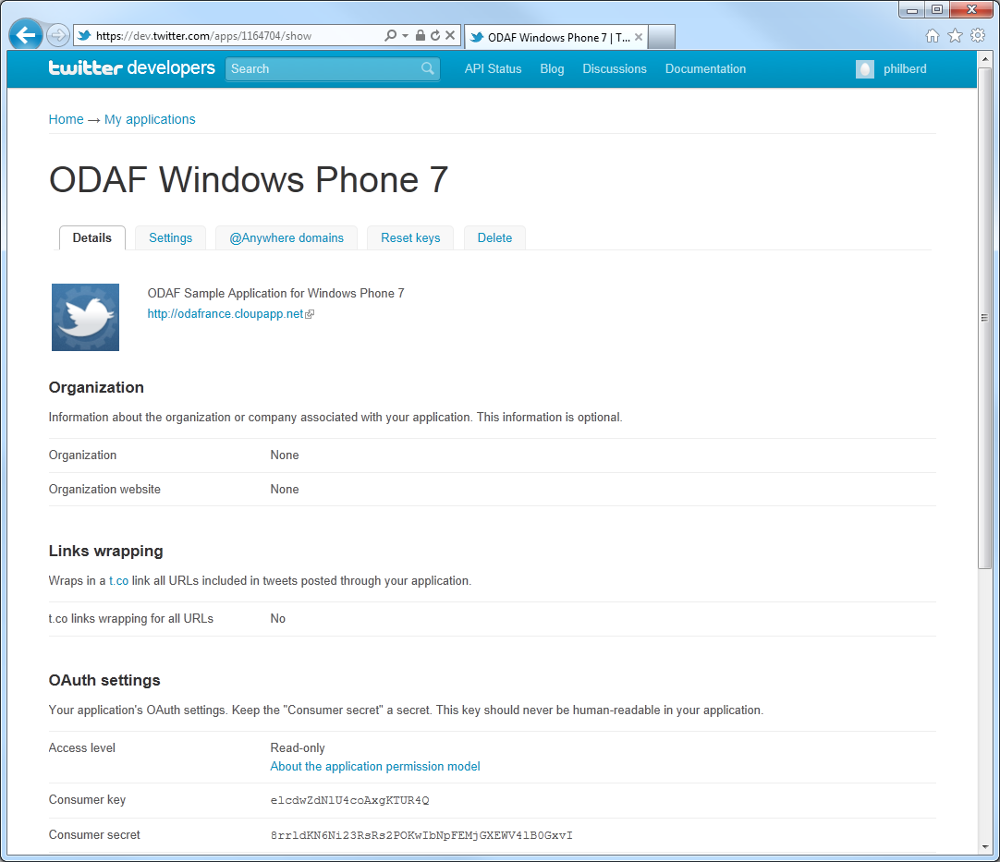 https://dev.twitter.com/apps/1164704/show
ODAF Windows Phone 7 | T...
twitter developers
Search
API Status Blog Discussions Documentation
philberd
Home → My applications
ODAF Windows Phone 7
Details Settings @Anywhere domains Reset keys Delete
ODAF Sample Application for Windows Phone 7
http://odafrance.cloupapp.net
Organization
Information about the organization or company associated with your application. This information is optional.
Organization None
Organization website None
Links wrapping
Wraps in a t.co link all URLs included in tweets posted through your application.
t.co links wrapping for all URLs No
OAuth settings
Your application's OAuth settings. Keep the "Consumer secret" a secret. This key should never be human-readable in your application.
Access level Read-only
About the application permission model
Consumer key elcdwZdNlU4coAxgKTUR4Q
Consumer secret 8rrldKN6Ni23RsRs2POKwIbNpFEMjGXEWV4lB0GxvI